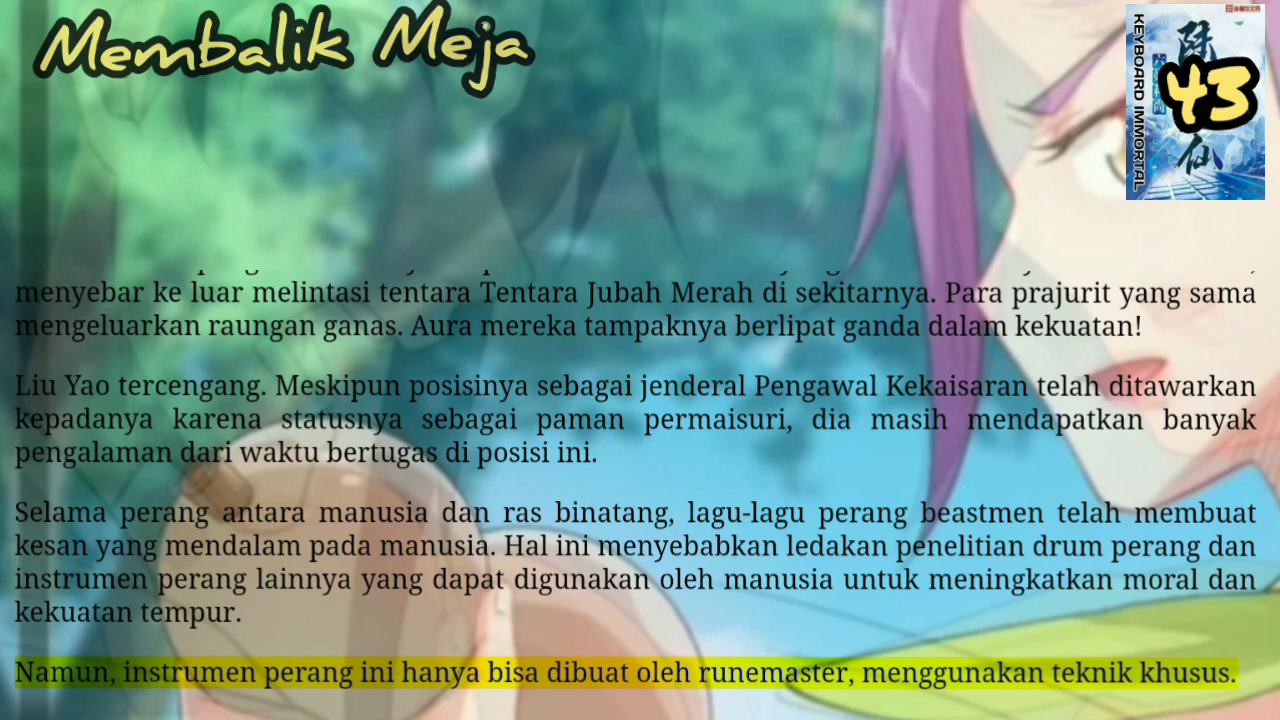 Membalik Meja
KEYBOARD IMMORTAL
43
仙
menyebar ke luar melintasi tentara Tentara Jubah Merah di sekitarnya. Para prajurit yang sama
mengeluarkan raungan ganas. Aura mereka tampaknya berlipat ganda dalam kekuatan!
Liu Yao tercengang. Meskipun posisinya sebagai jenderal Pengawal Kekaisaran telah ditawarkan
kepadanya karena statusnya sebagai paman permaisuri, dia masih mendapatkan banyak
pengalaman dari waktu bertugas di posisi ini.
Selama perang antara manusia dan ras binatang, lagu-lagu perang beastmen telah membuat
kesan yang mendalam pada manusia. Hal ini menyebabkan ledakan penelitian drum perang dan
instrumen perang lainnya yang dapat digunakan oleh manusia untuk meningkatkan moral dan
kekuatan tempur.
Namun, instrumen perang ini hanya bisa dibuat oleh runemaster, menggunakan teknik khusus.